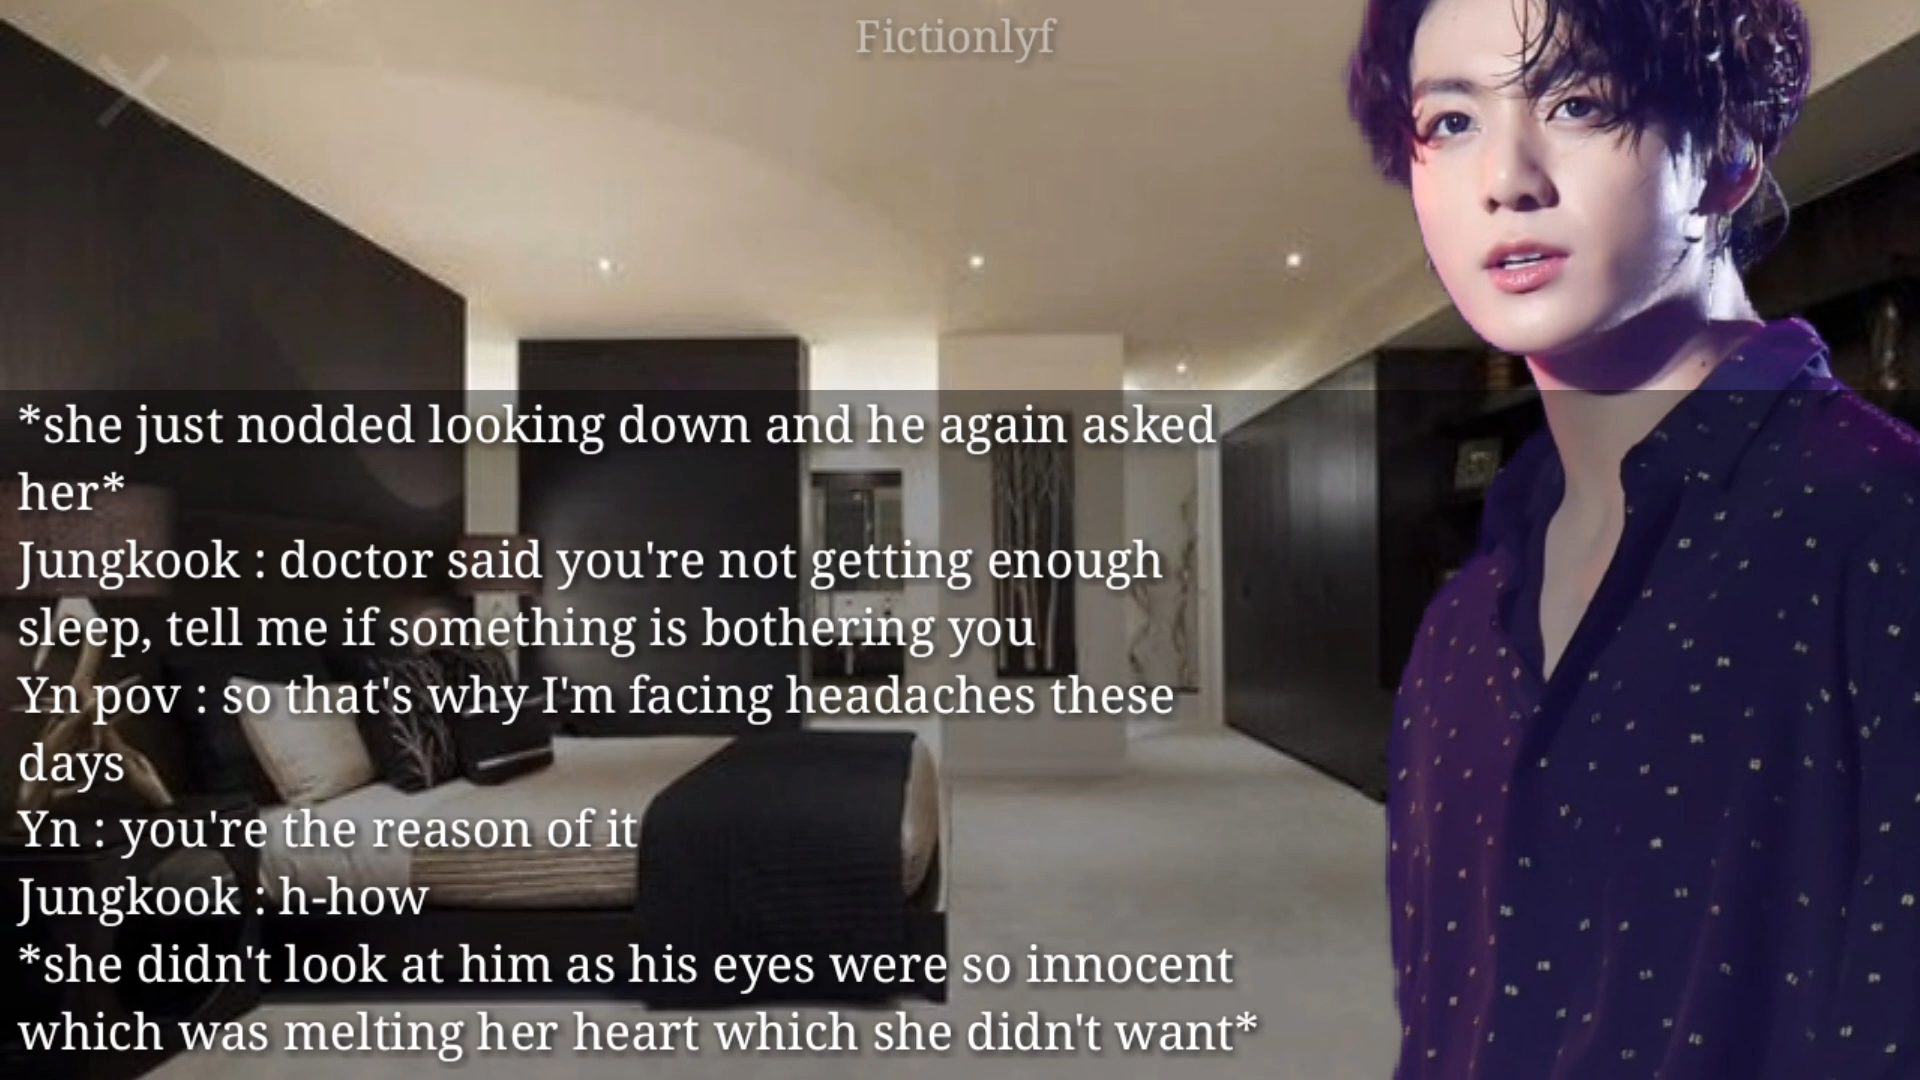 Fictionlyf
*she just nodded looking down and he again asked
her*
Jungkook : doctor said you're not getting enough
sleep, tell me if something is bothering you
Yn pov : so that's why I'm facing headaches these
days
Yn : you're the reason of it
Jungkook : h-how
*she didn't look at him as his eyes were so innocent
which was melting her heart which she didn't want*